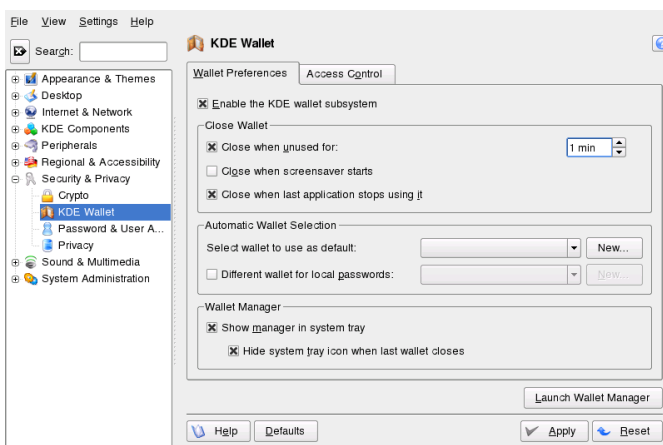 File View Settings Help
Search:
Appearance & Themes
Desktop
Internet & Network
KDE Components
Peripherals
Regional & Accessibility
Security & Privacy
Crypto
KDE Wallet
Password & User A...
Privacy
Sound & Multimedia
System Administration
KDE Wallet
Wallet Preferences
Access Control
Enable the KDE wallet subsystem
Close Wallet
Close when unused for: 1 min
Close when screensaver starts
Close when last application stops using it
Automatic Wallet Selection
Select wallet to use as default: New...
Different wallet for local passwords: New...
Wallet Manager
Show manager in system tray
Hide system tray icon when last wallet closes
Launch Wallet Manager
Help Defaults Apply Reset